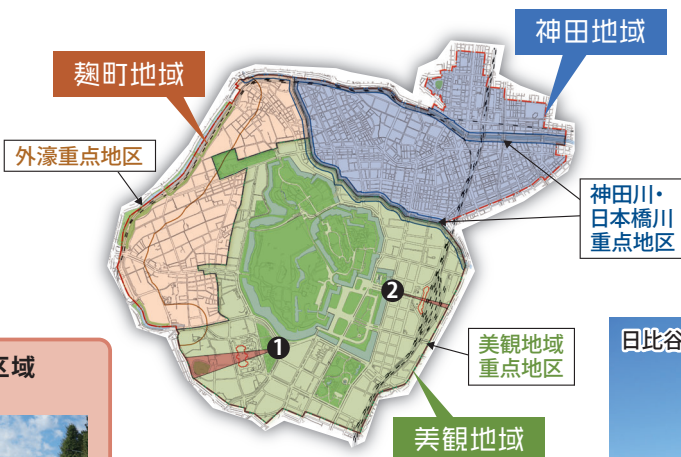 神田地域
麹町地域
外濠重点地区
神田川・
日本橋川
重点地区
❷
❶
美観地域
重点地区
美観地域
区域
日比谷